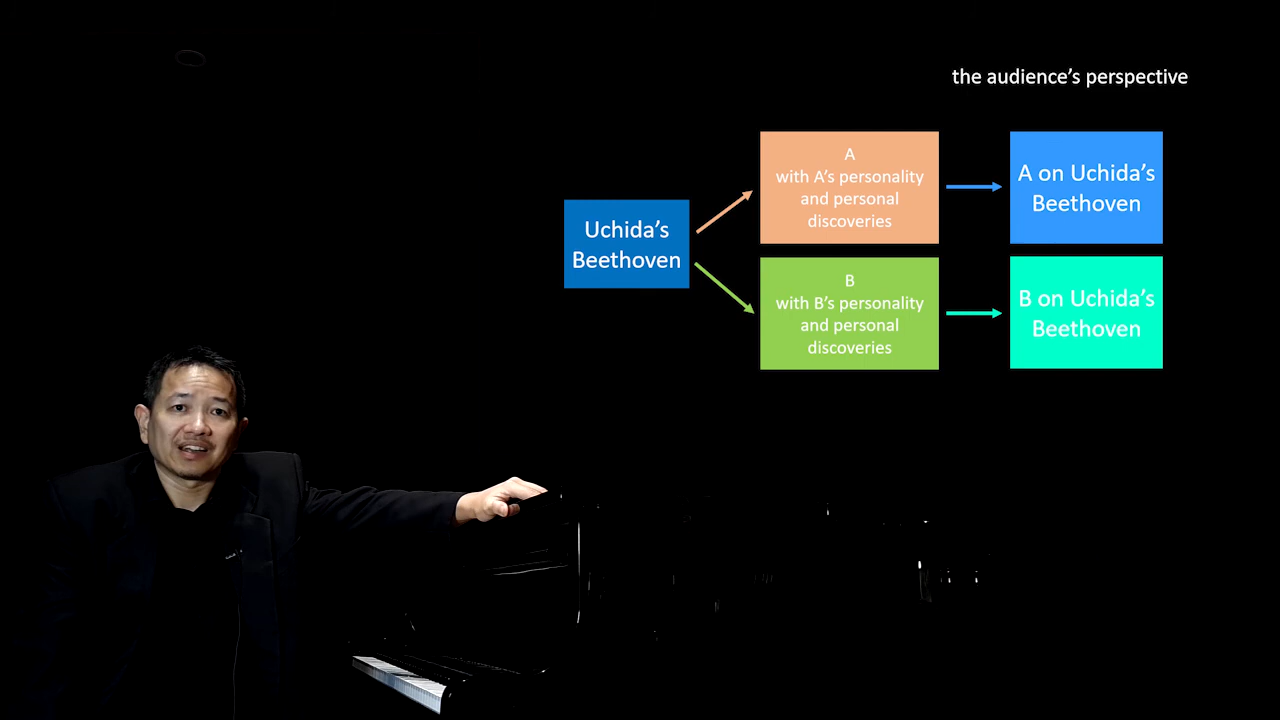 the audience’s perspective
Uchida’s
Beethoven
A
with A’s personality
and personal
discoveries
A on Uchida’s
Beethoven
B
with B’s personality
and personal
discoveries
B on Uchida’s
Beethoven